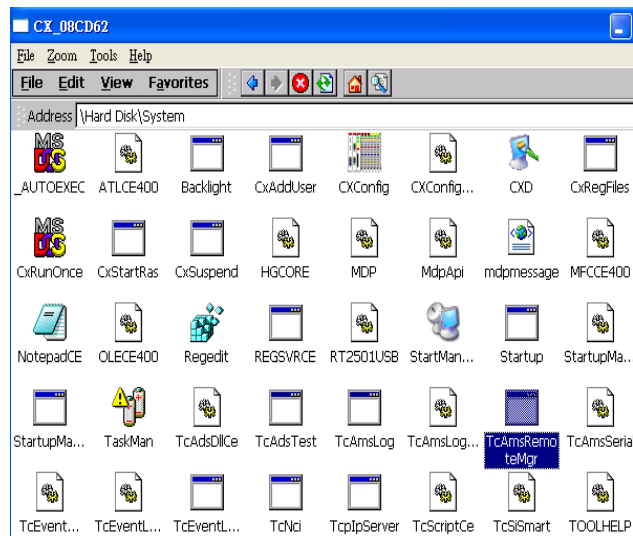 CX_08CD62
File Zoom Tools Help
File Edit View Favorites
Address \Hard Disk\System
_AUTOEXEC ATLCE400 Backlight CxAddUser CXConfig CXConfig... CXD CxRegFiles
CxRunOnce CxStartRas CxSuspend HGCORE MDP MdpApi mdpmessage MFCCE400
NotepadCE OLECE400 Regedit REGSVRCE RT2501USB StartMan... Startup StartupMa...
StartupMa... TaskMan TcAdsDllCe TcAdsTest TcAmsLog TcAmsLog... TcAmsRemo TcAmsSeria
teMgr
TcEvent... TcEventL... TcEventL... TcNci TcpIpServer TcScriptCe TcSiSmart TOOLHELP